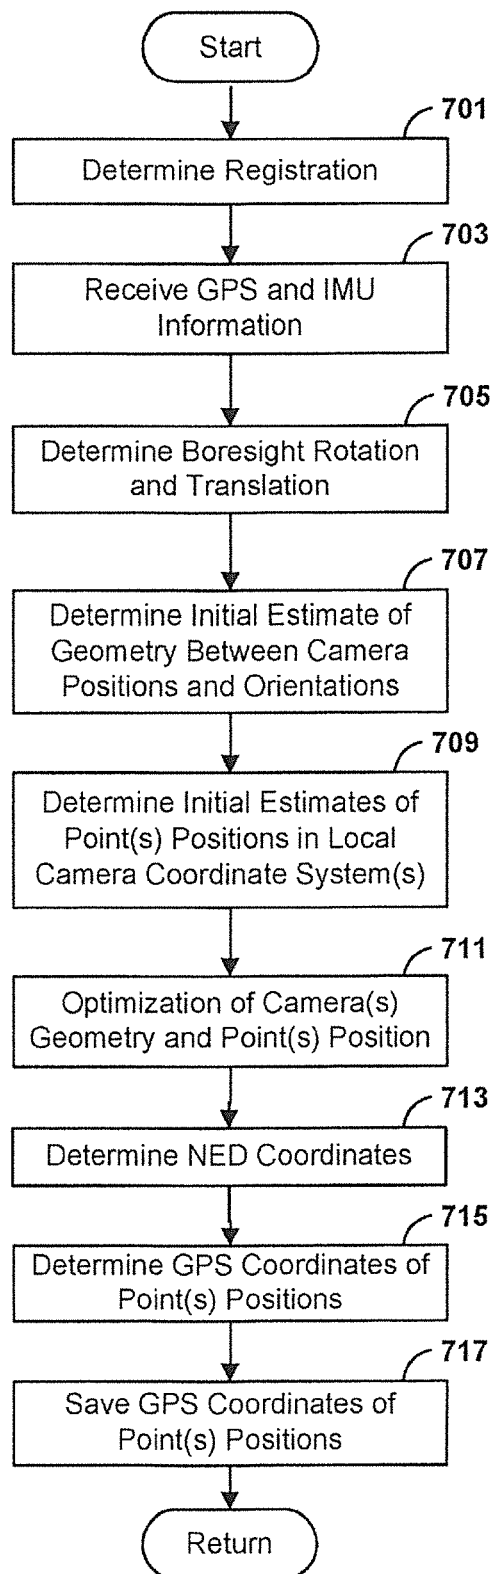 Start
701
Determine Registration
703
Receive GPS and IMU
Information
705
Determine Boresight Rotation
and Translation
707
Determine Initial Estimate of
Geometry Between Camera
Positions and Orientations
709
Determine Initial Estimates of
Point(s) Positions in Local
Camera Coordinate System(s)
711
Optimization of Camera(s)
Geometry and Point(s) Position
713
Determine NED Coordinates
715
Determine GPS Coordinates of
Point(s) Positions
717
Save GPS Coordinates of
Point(s) Positions
Return